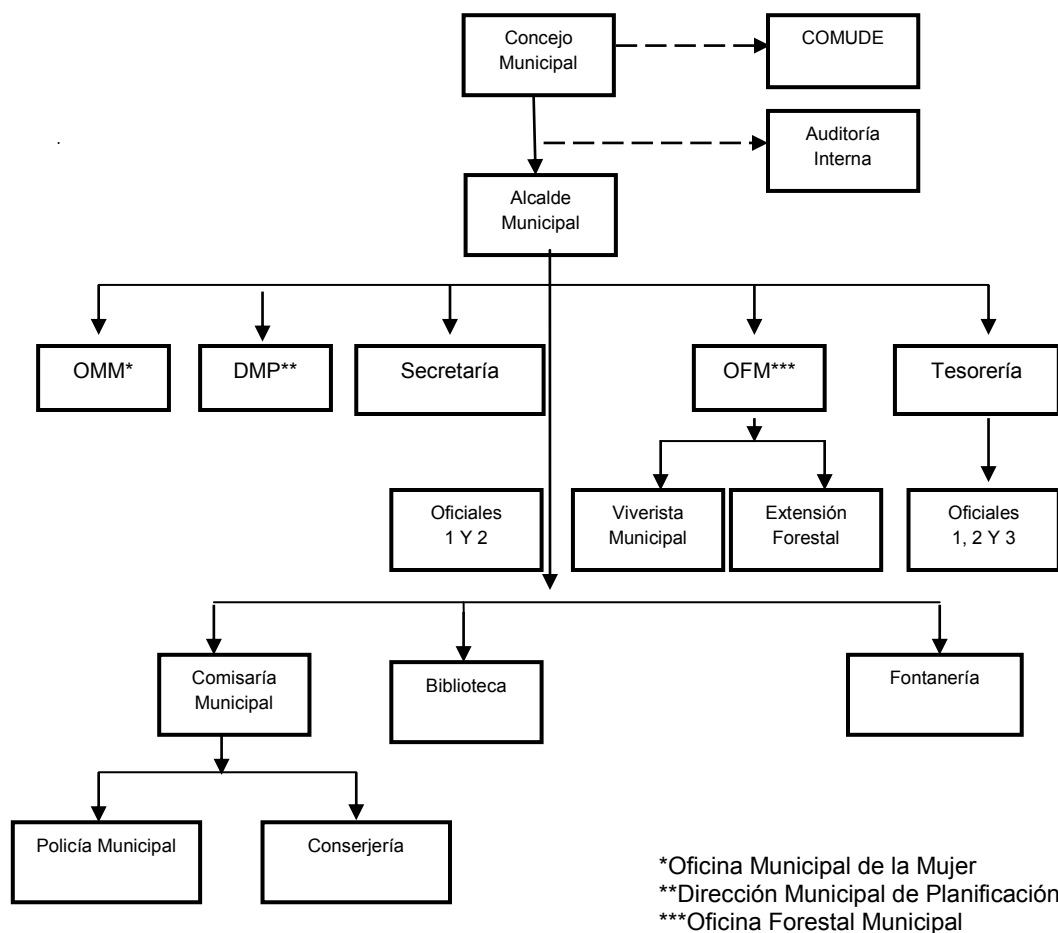 Concejo
Municipal
COMUDE
Auditoría
Interna
Alcalde
Municipal
OMM*
DMP**
Secretaría
OFM***
Tesorería
Oficiales
1 Y 2
Viverista
Municipal
Extensión
Forestal
Oficiales
1, 2 Y 3
Comisaría
Municipal
Biblioteca
Fontanería
Policía Municipal
Conserjería
*Oficina Municipal de la Mujer
**Dirección Municipal de Planificación
***Oficina Forestal Municipal